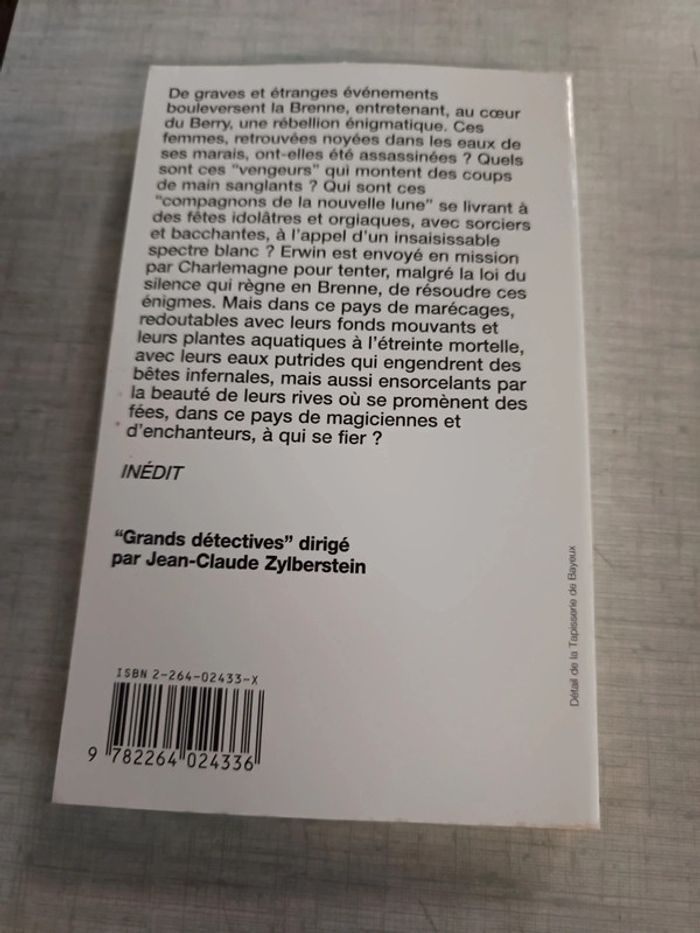 De graves et étranges événements
bouleversent la Brenne, entretenant, au cœur
du Berry, une rébellion énigmatique. Ces
femmes, retrouvées noyées dans les eaux de
ses marais, ont-elles été assassinées ? Quels
sont ces "vengeurs" qui montent des coups
de main sanglants ? Qui sont ces
"compagnons de la nouvelle lune" se livrant à
des fêtes idolâtres et orgiaques, avec sorciers
et bacchantes, à l'appel d'un insaisissable
spectre blanc ? Erwin est envoyé en mission
par Charlemagne pour tenter, malgré la loi du
silence qui règne en Brenne, de résoudre ces
énigmes. Mais dans ce pays de marécages,
redoutables avec leurs fonds mouvants et
leurs plantes aquatiques à l'étreinte mortelle,
avec leurs eaux putrides qui engendrent des
bêtes infernales, mais aussi ensorcelants par
la beauté de leurs rives où se promènent des
fées, dans ce pays de magiciennes et
d'enchanteurs, à qui se fier ?
INÉDIT
"Grands détectives" dirigé
par Jean-Claude Zylberstein
Détail de la Tapisserie de Bayeux
ISBN 2-264-02433-X
9 782264 024336